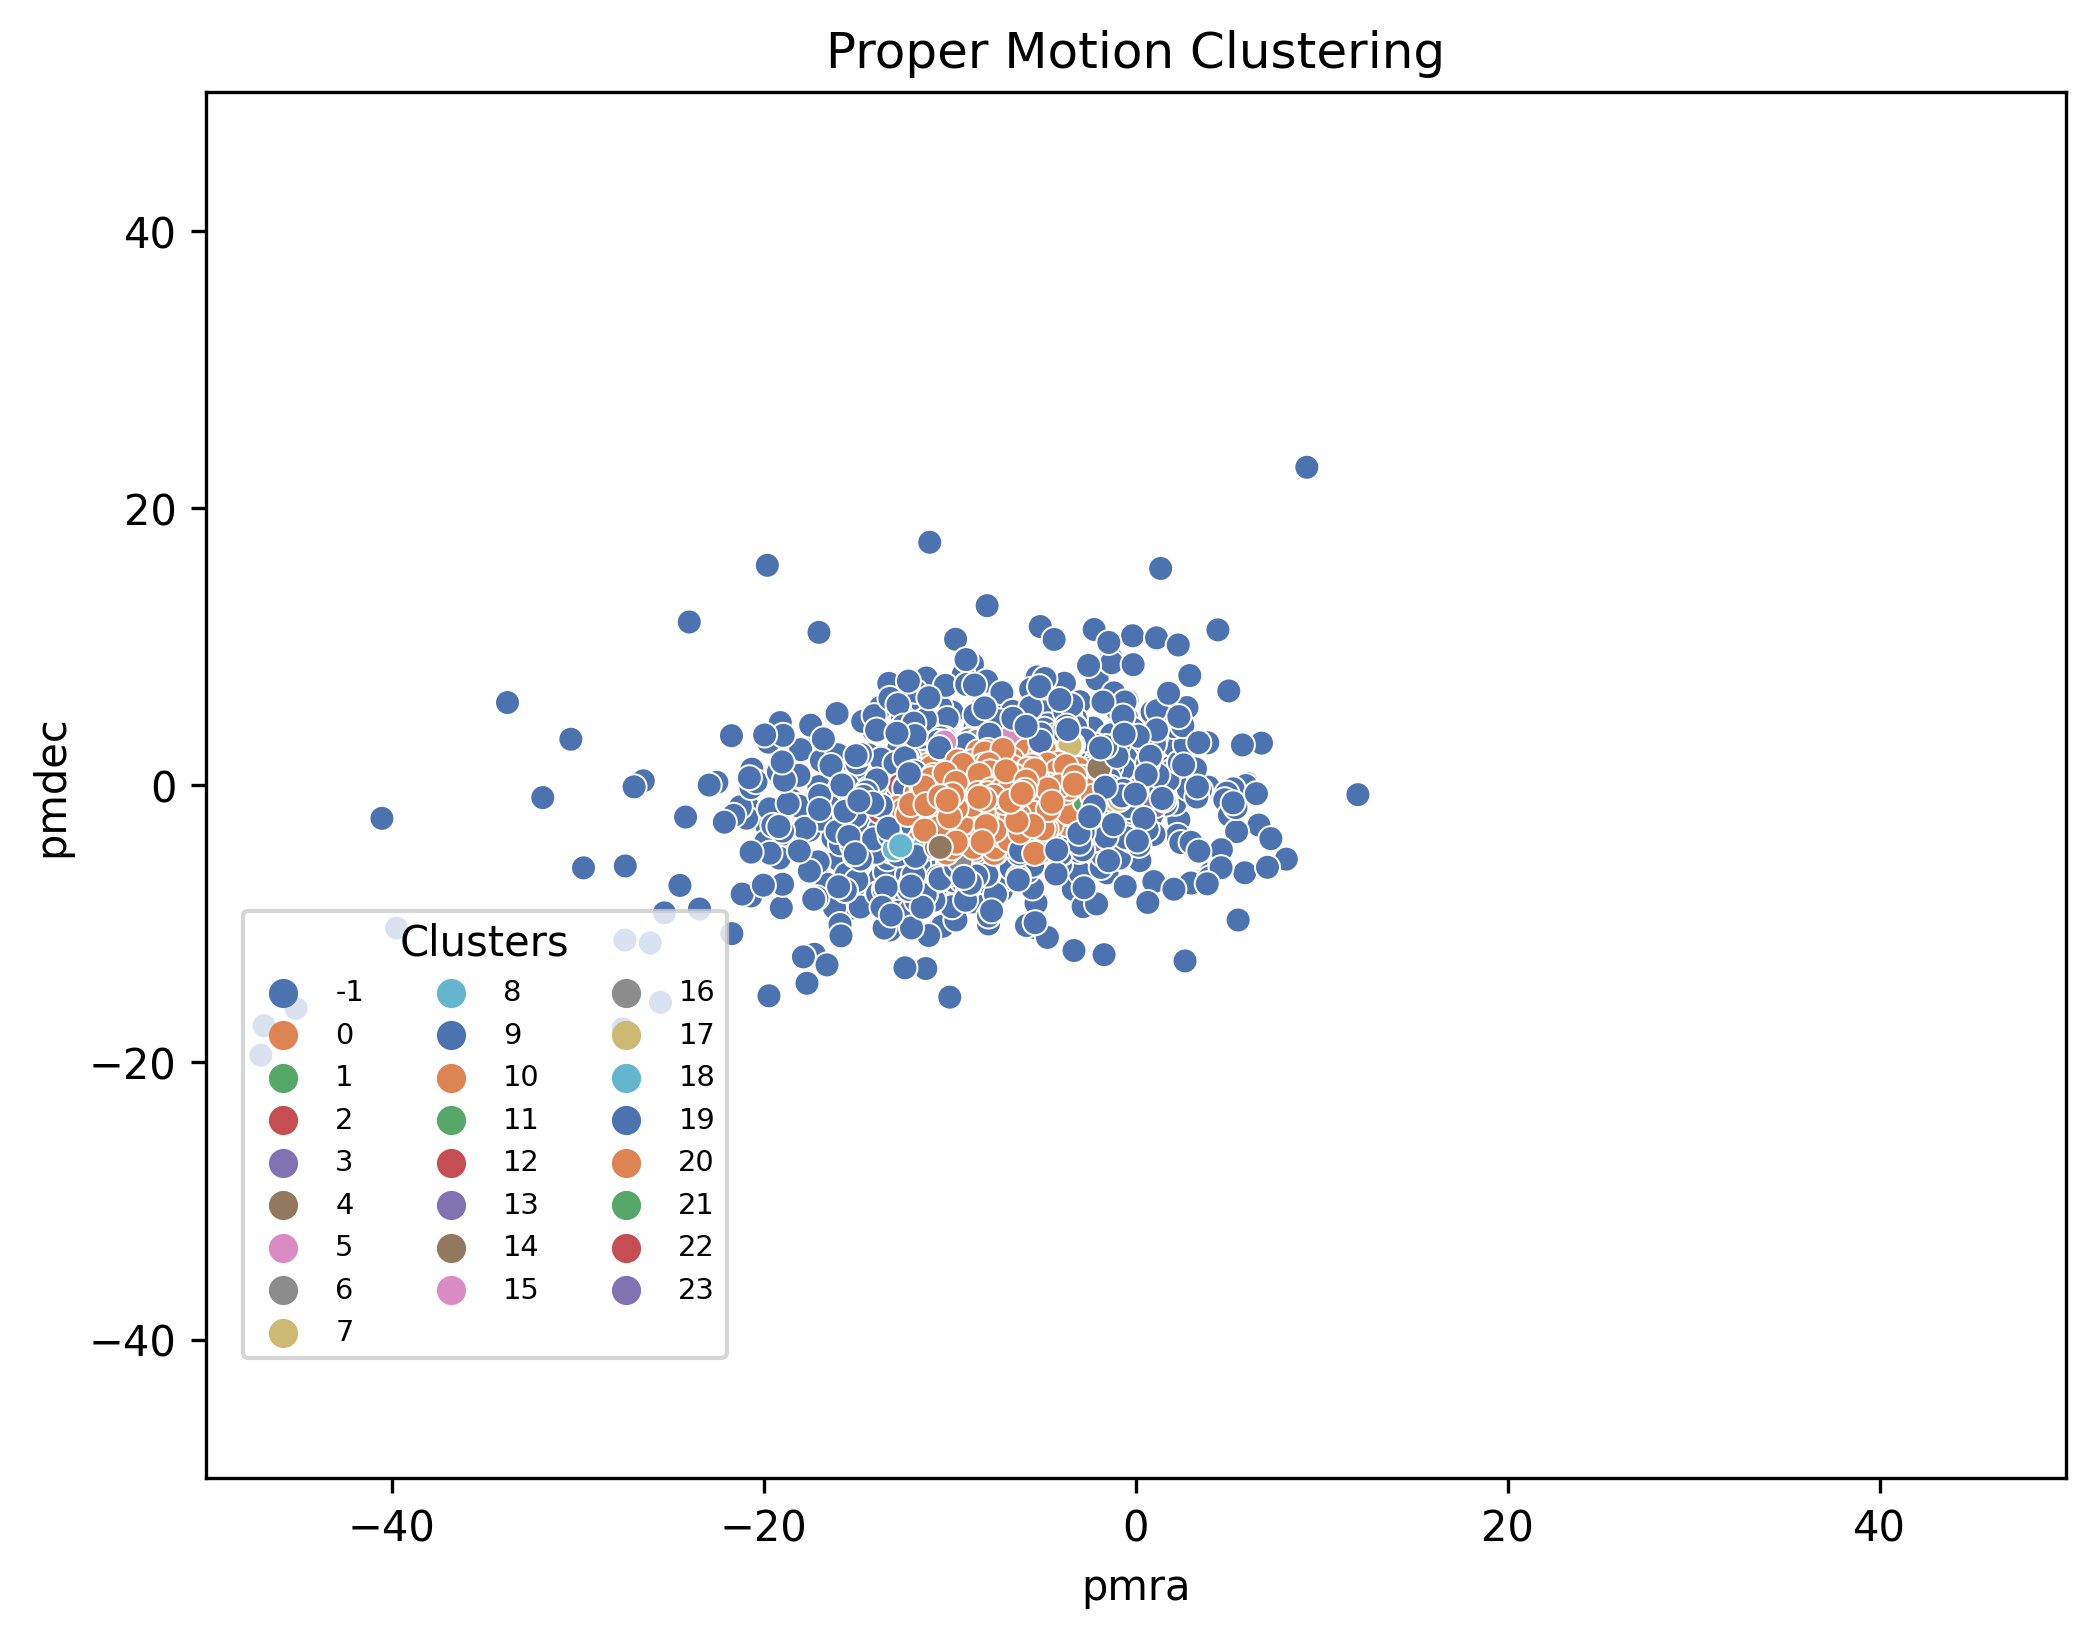 Proper Motion Clustering
40
20
0
−20
−40
pmdec
Clusters
-1 8 16
0 9 17
1 10 18
2 11 19
3 12 20
4 13 21
5 14 22
6 15 23
7
−40 −20 0 20 40
pmra